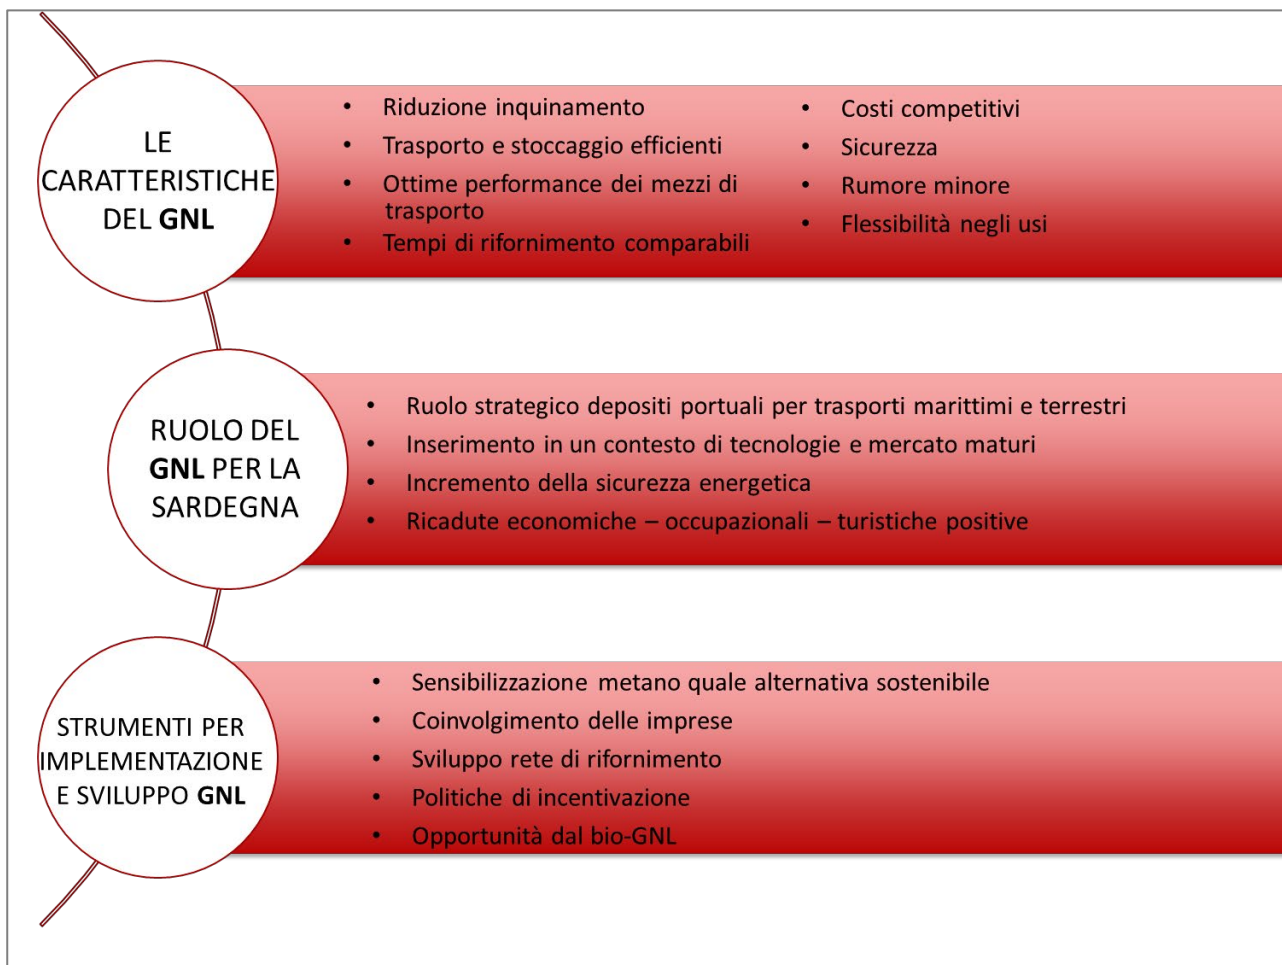 LE
CARATTERISTICHE
DEL GNL
• Riduzione inquinamento
• Trasporto e stoccaggio efficienti
• Ottime performance dei mezzi di
trasporto
• Tempi di rifornimento comparabili
• Costi competitivi
• Sicurezza
• Rumore minore
• Flessibilità negli usi
RUOLO DEL
GNL PER LA
SARDEGNA
• Ruolo strategico depositi portuali per trasporti marittimi e terrestri
• Inserimento in un contesto di tecnologie e mercato maturi
• Incremento della sicurezza energetica
• Ricadute economiche – occupazionali – turistiche positive
STRUMENTI PER
IMPLEMENTAZIONE
E SVILUPPO GNL
• Sensibilizzazione metano quale alternativa sostenibile
• Coinvolgimento delle imprese
• Sviluppo rete di rifornimento
• Politiche di incentivazione
• Opportunità dal bio-GNL